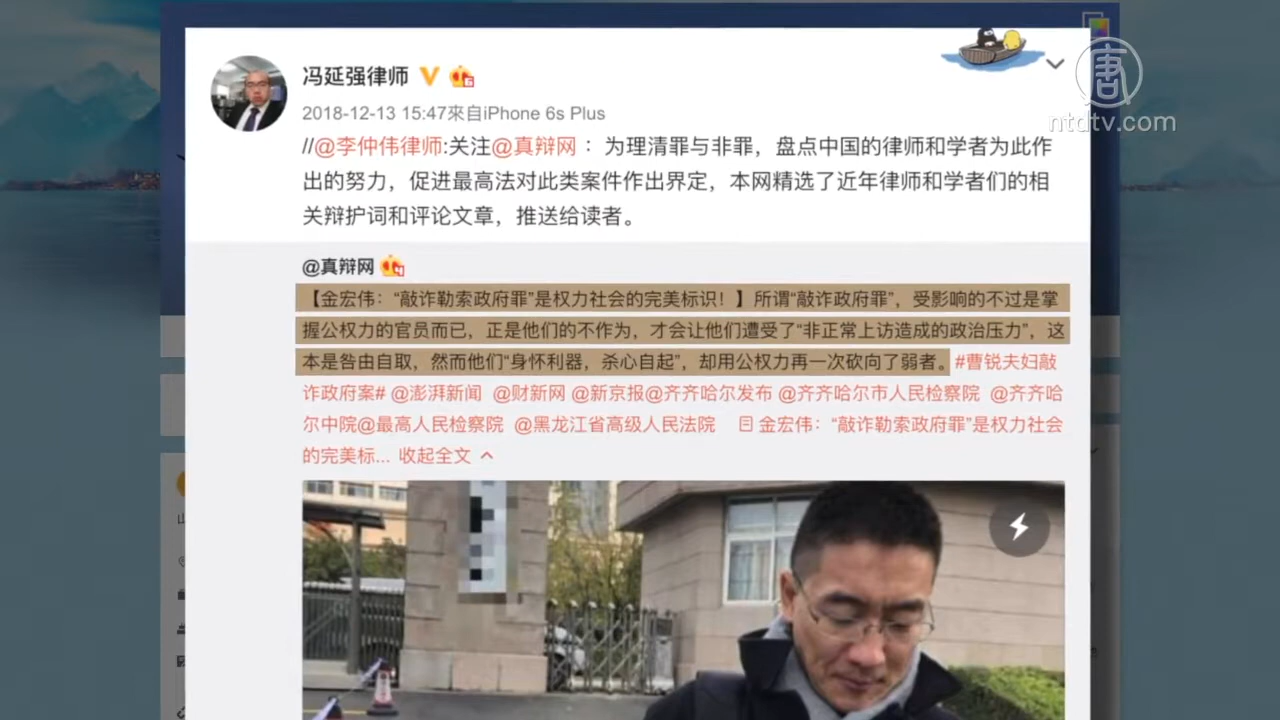 冯延强律师
2018-12-13 15:47來自iPhone 6s Plus
//@李仲伟律师:关注@真辩网 ：为理清罪与非罪，盘点中国的律师和学者为此作
出的努力，促进最高法对此类案件作出界定，本网精选了近年律师和学者们的相
关辩护词和评论文章，推送给读者。
@真辩网
【金宏伟：“敲诈勒索政府罪”是权力社会的完美标识！】所谓“敲诈政府罪”，受影响的不过是掌
握公权力的官员而已，正是他们的不作为，才会让他们遭受了“非正常上访造成的政治压力”，这
本是咎由自取，然而他们“身怀利器，杀心自起”，却用公权力再一次砍向了弱者。#曹锐夫妇敲
诈政府案# @澎湃新闻 @财新网 @新京报@齐齐哈尔发布 @齐齐哈尔市人民检察院 @齐齐哈
尔中院@最高人民检察院 @黑龙江省高级人民法院 金宏伟：“敲诈勒索政府罪”是权力社会
的完美标... 收起全文
唐
ntdtv.com